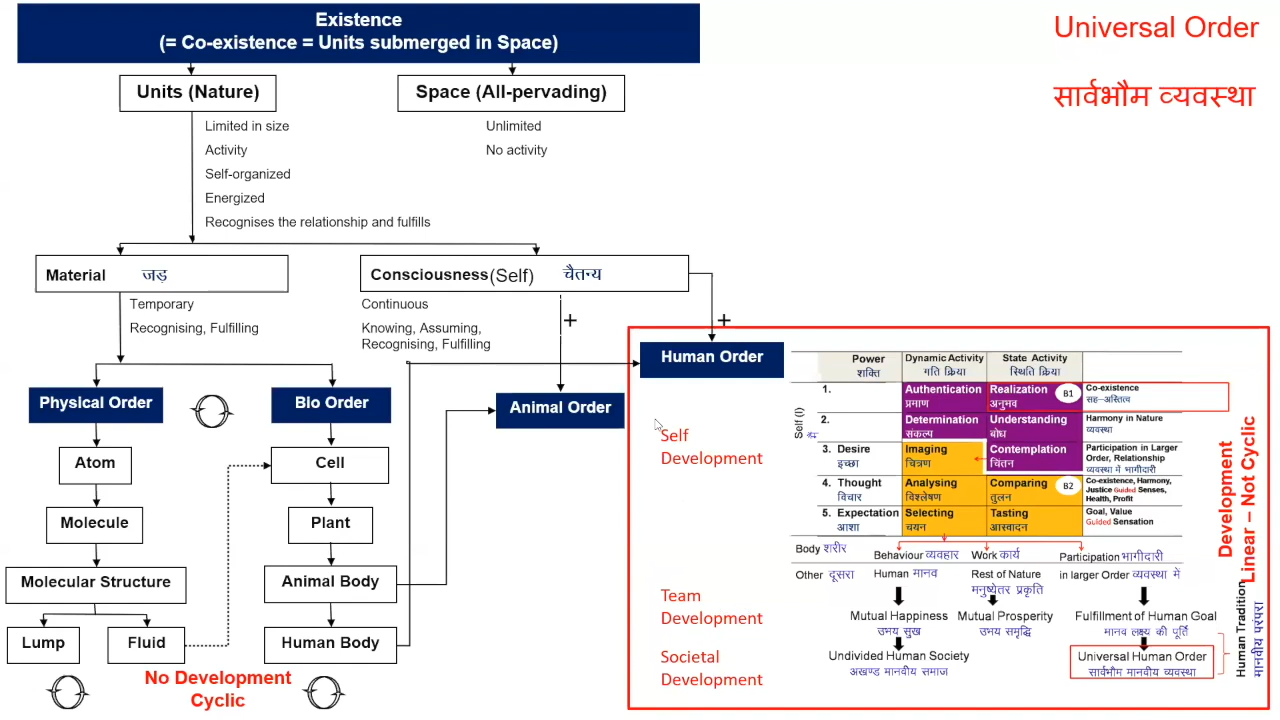 Existence
(= Co-existence = Units submerged in Space)
Universal Order
सार्वभौम व्यवस्था
Units (Nature)
Space (All-pervading)
Limited in size
Activity
Self-organized
Energized
Recognises the relationship and fulfills
Unlimited
No activity
Material जड़
Consciousness(Self) चैतन्य
Temporary
Recognising, Fulfilling
Continuous
Knowing, Assuming,
Recognising, Fulfilling
+
+
Physical Order
Bio Order
Animal Order
Human Order
Atom
Molecule
Molecular Structure
Lump
Fluid
Cell
Plant
Animal Body
Human Body
No Development
Cyclic
Self
Development
Team
Development
Societal
Development
Power
शक्ति
Dynamic Activity
गति क्रिया
State Activity
स्थिति क्रिया
Self (I)
में
1.
Authentication
प्रमाण
Realization
अनुभव
B1
Co-existence
सह-अस्तित्व
2.
Determination
संकल्प
Understanding
बोध
Harmony in Nature
व्यवस्था
3. Desire
इच्छा
Imaging
चित्रण
Contemplation
चिंतन
Participation in Larger
Order, Relationship
व्यवस्था में भागीदारी
4. Thought
विचार
Analysing
विश्लेषण
Comparing
तुलन
B2
Co-existence, Harmony,
Justice Guided Senses,
Health, Profit
5. Expectation
आशा
Selecting
चयन
Tasting
आस्वादन
Goal, Value
Guided Sensation
Body शरीर
Behaviour व्यवहार
Work कार्य
Participation भागीदारी
Other दूसरा
Human मानव
Rest of Nature
मनुष्येतर प्रकृति
in larger Order व्यवस्था में
Mutual Happiness
उभय सुख
Mutual Prosperity
उभय समृद्धि
Fulfillment of Human Goal
मानव लक्ष्य की पूर्ति
Undivided Human Society
अखण्ड मानवीय समाज
Universal Human Order
सार्वभौम मानवीय व्यवस्था
Human Tradition
मानवीय परंपरा
Development
Linear – Not Cyclic